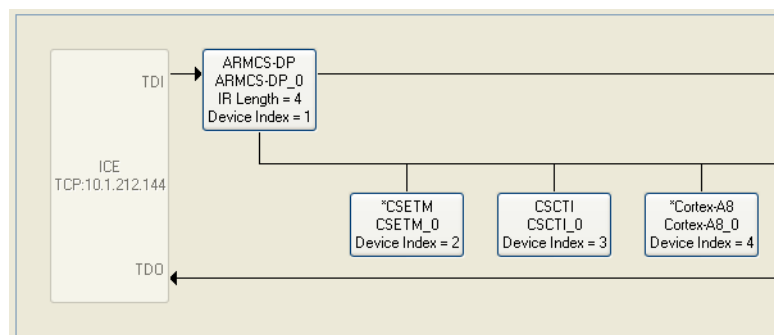 TDI
ICE
TCP:10.1.212.144
TDO
ARMCS-DP
ARMCS-DP_0
IR Length = 4
Device Index = 1
*CSETM
CSETM_0
Device Index = 2
CSCTI
CSCTI_0
Device Index = 3
*Cortex-A8
Cortex-A8_0
Device Index = 4